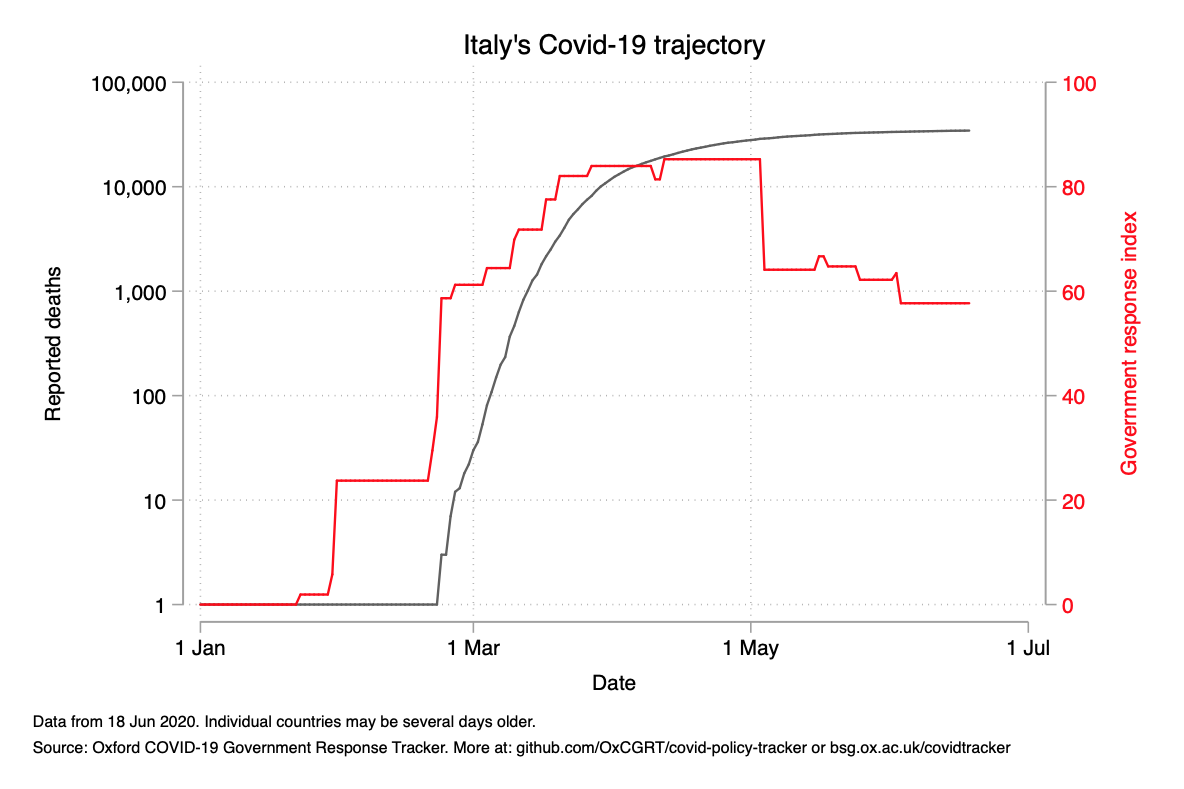 Italy's Covid-19 trajectory
100,000
10,000
1,000
100
10
1
Reported deaths
100
80
60
40
20
0
Government response index
1 Jan
1 Mar
1 May
1 Jul
Date
Data from 18 Jun 2020. Individual countries may be several days older.
Source: Oxford COVID-19 Government Response Tracker. More at: github.com/OxCGRT/covid-policy-tracker or bsg.ox.ac.uk/covidtracker